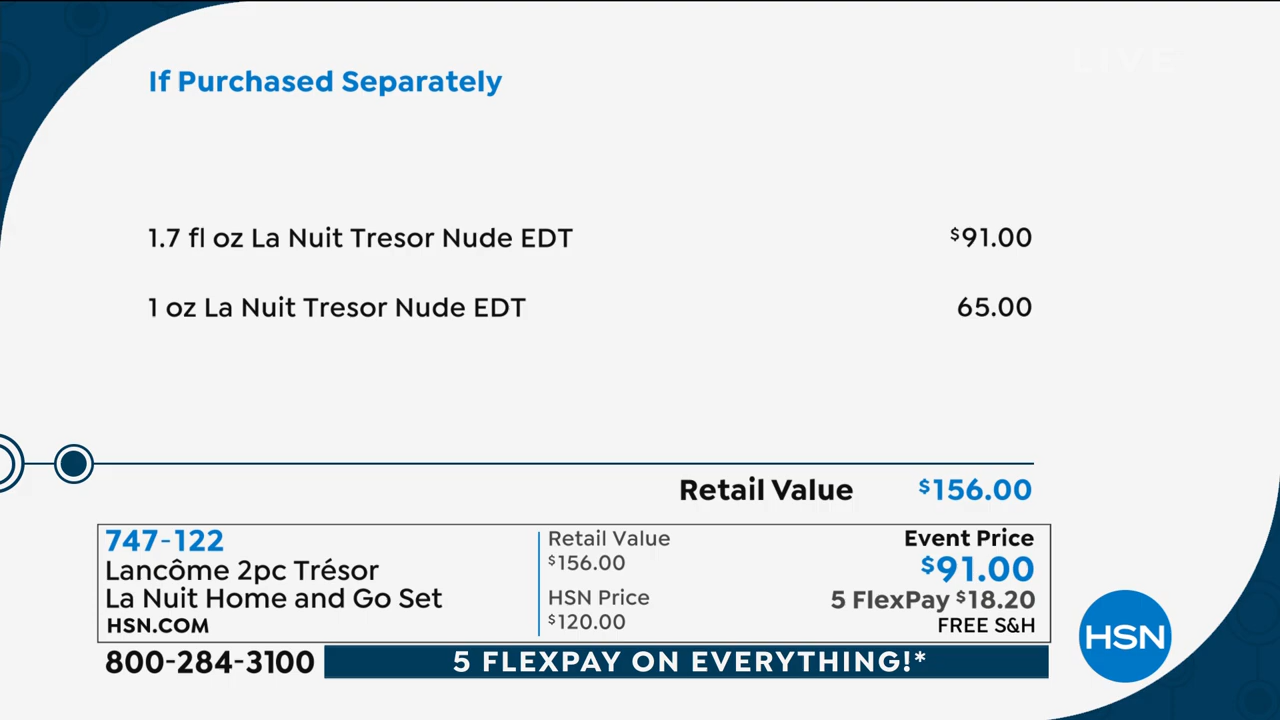 LIVE
If Purchased Separately
1.7 fl oz La Nuit Tresor Nude EDT $91.00
1 oz La Nuit Tresor Nude EDT 65.00
Retail Value $156.00
747-122
Lancôme 2pc Trésor
La Nuit Home and Go Set
HSN.COM
Retail Value
$156.00
HSN Price
$120.00
Event Price
$91.00
5 FlexPay $18.20
FREE S&H
HSN
800-284-3100
5 FLEXPAY ON EVERYTHING!*